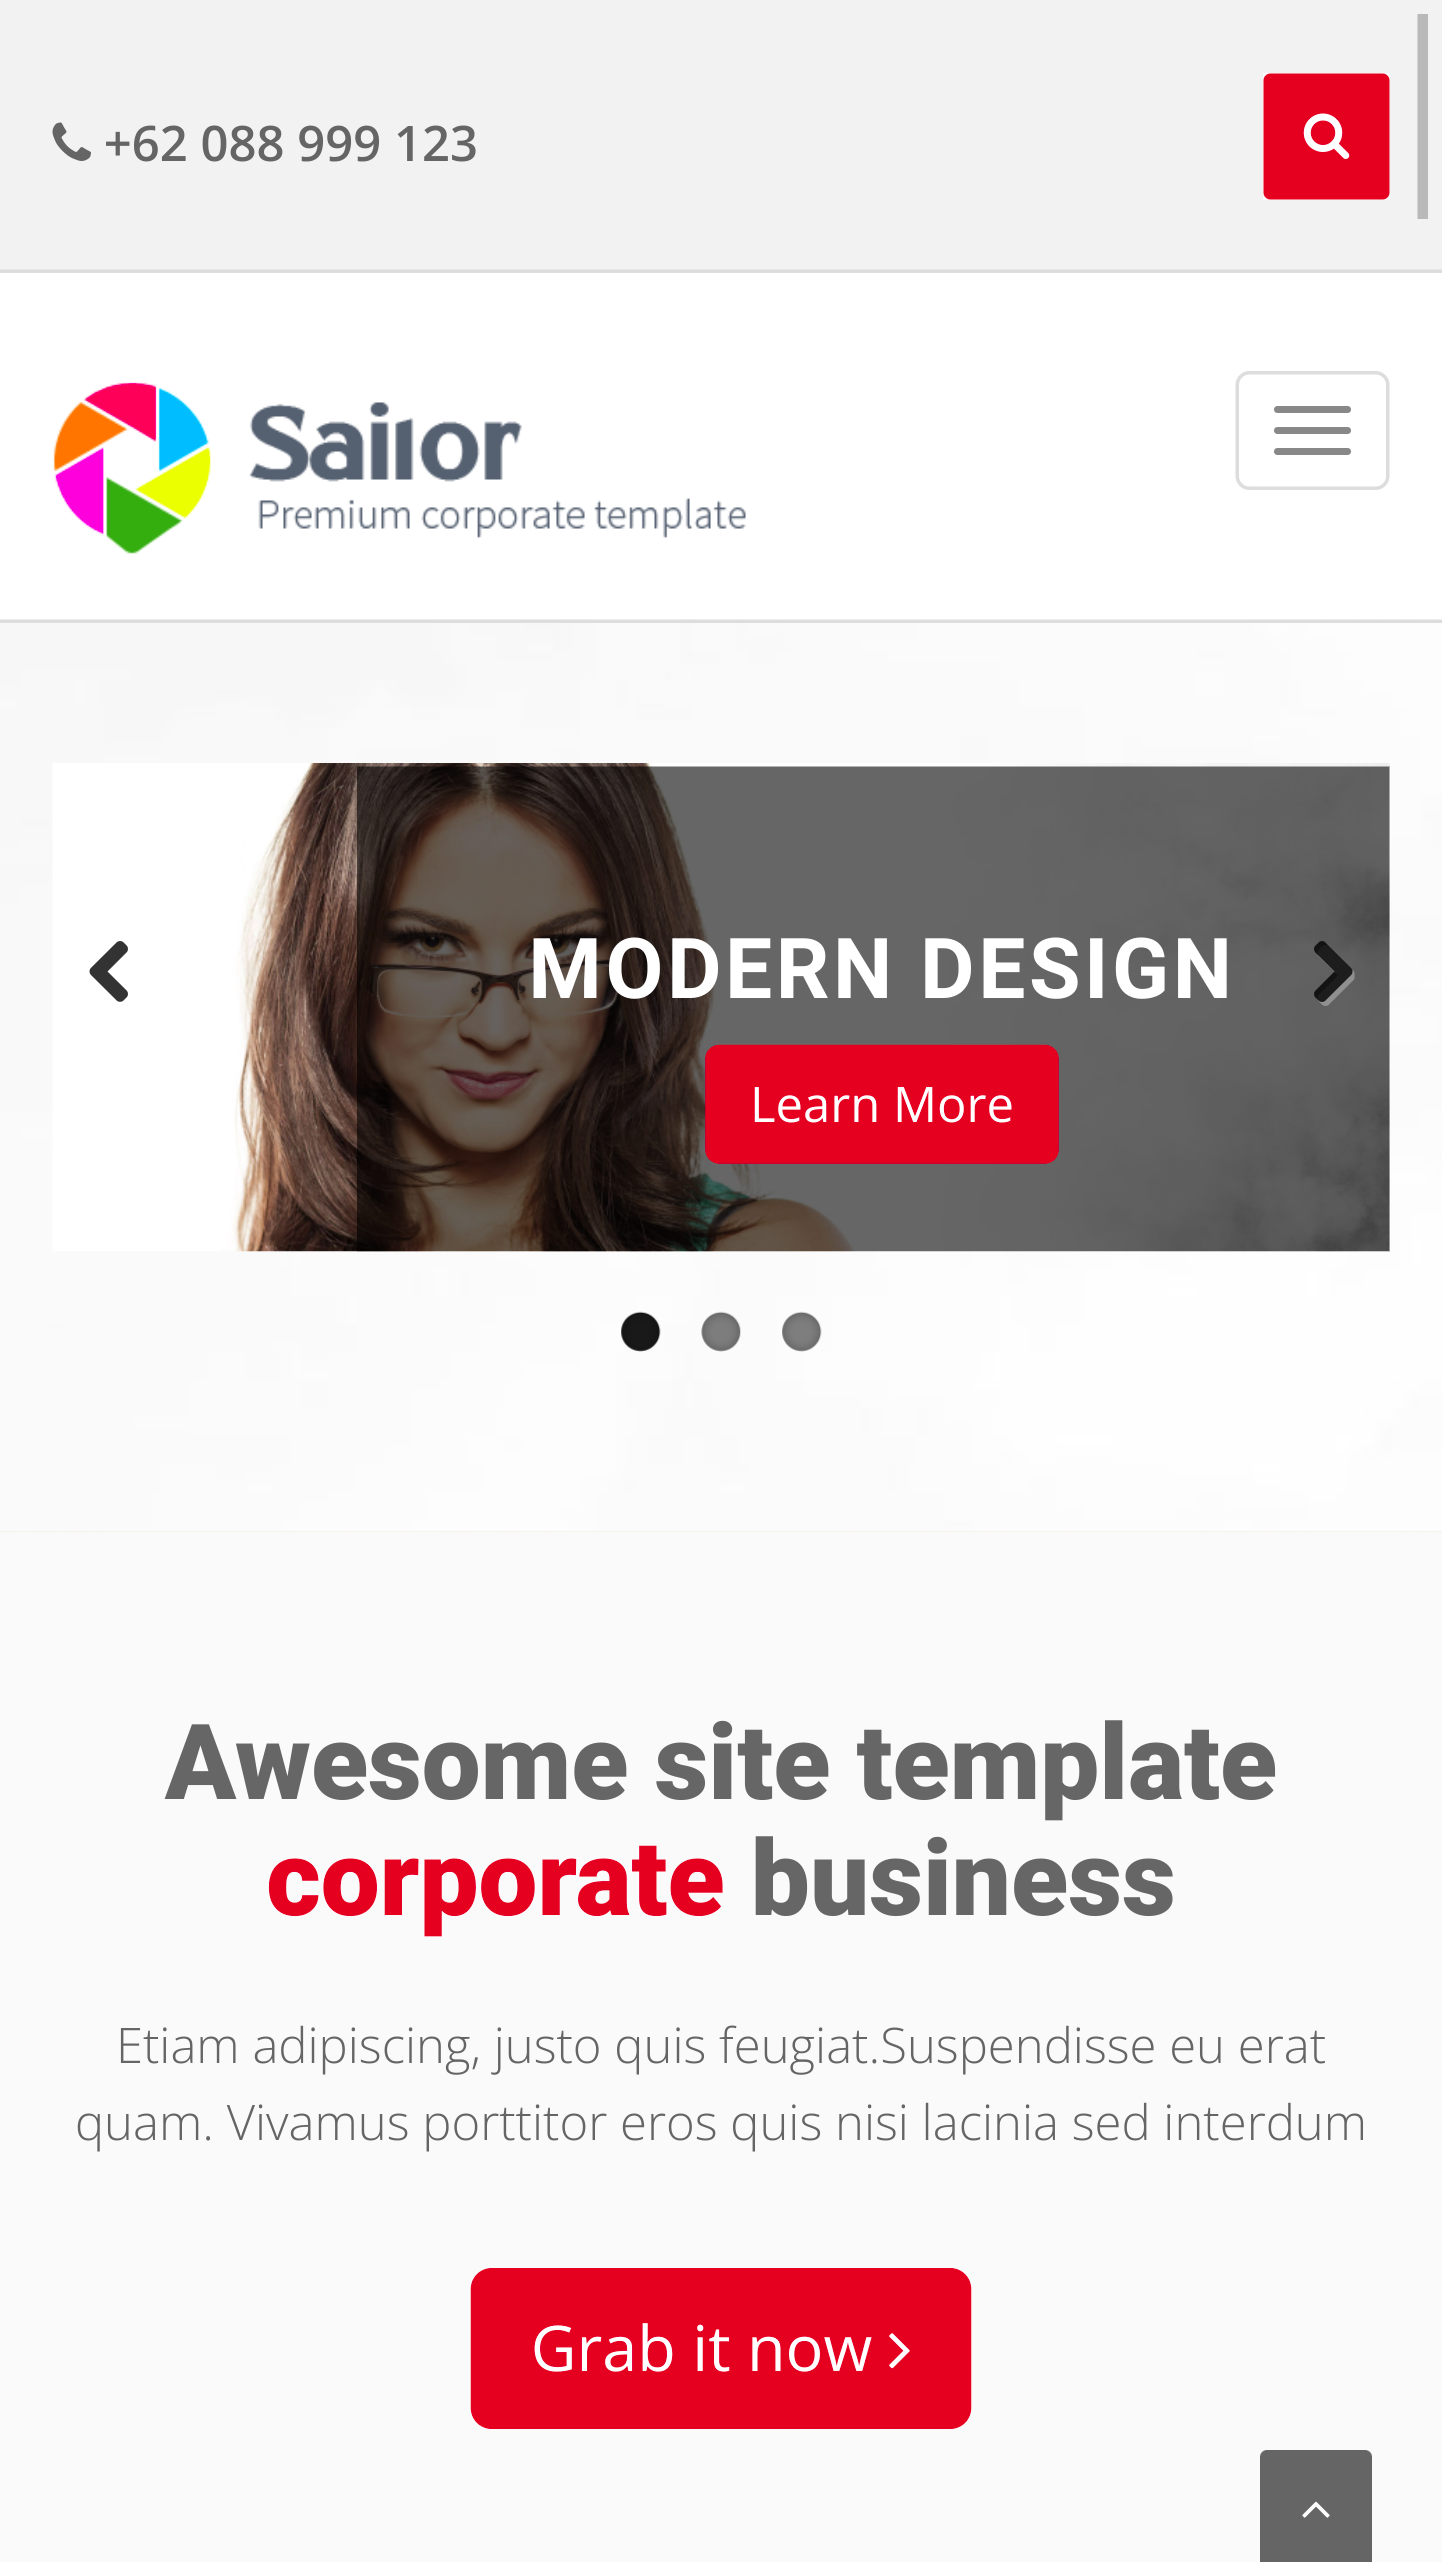 +62 088 999 123
Sailor
Premium corporate template
MODERN DESIGN
Learn More
Awesome site template
corporate business
Etiam adipiscing, justo quis feugiat.Suspendisse eu erat
quam. Vivamus porttitor eros quis nisi lacinia sed interdum
Grab it now